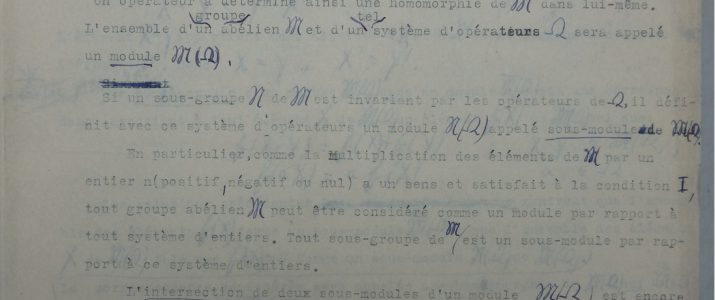 un opérateur a détermine ainsi une homomorphie de M dans lui-même.
groupe tel
L'ensemble d'un abélien M et d'un système d'opérateurs Ω sera appelé
un module M(Ω).
Si un sous-groupe N de M est invariant par les opérateurs de Ω, il défi-
nit avec ce système d'opérateurs un module N(Ω) appelé sous-module de M(Ω).
En particulier, comme la multiplication des éléments de M par un
entier n(positif, négatif ou nul) a un sens et satisfait à la condition I,
tout groupe abélien M peut être considéré comme un module par rapport à
tout système d'entiers. Tout sous-groupe de M est un sous-module par rap-
port à ce système d'entiers.
L'intersection de deux sous-modules d'un module M(Ω) est encore